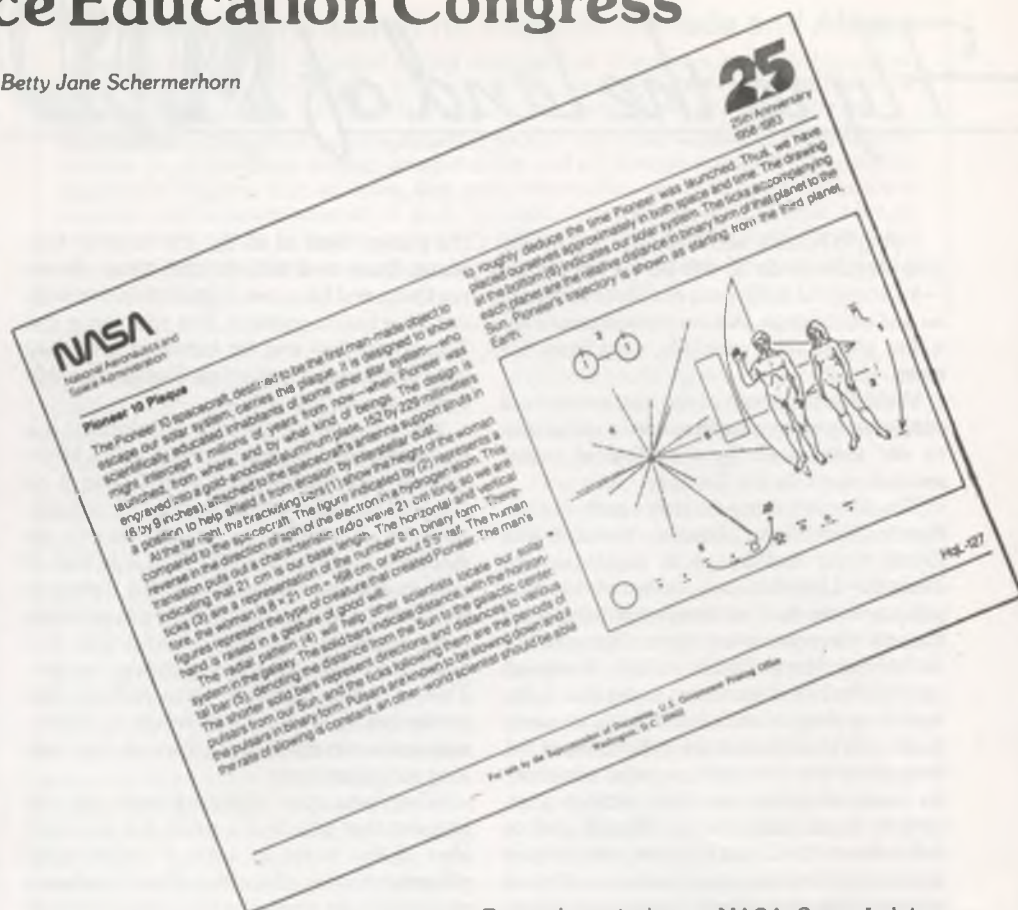 ce Education Congress
Betty Jane Schermerhorn
NASA
National Aeronautics and
Space Administration
Pioneer 10 Plaque
The Pioneer 10 spacecraft, destined to be the first man-made object to
escape our solar system, carries this plaque. It is designed to show
scientifically educated inhabitants of some other star system—who
might intercept it millions of years from now—when Pioneer was
launched, from where, and by what kind of beings. The design is
engraved into a gold-anodized aluminum plate, 152 by 229 millimeters
(6 by 9 inches), attached to the spacecraft's antenna support struts in
a position to help shield it from erosion by interstellar dust.
At the far right, the bracketing bars (1) show the height of the woman
compared to the spacecraft. The figure indicated by (2) represents a
reverse in the direction of spin of the electron in a hydrogen atom. This
transition puts out a characteristic radio wave 21 cm long, so we are
indicating that 21 cm is our base length. The horizontal and vertical
ticks (3) are a representation of the number 8 in binary form. There-
fore, the woman is 8 × 21 cm = 168 cm, or about 5'6" tall. The human
figures represent the type of creature that created Pioneer. The man's
hand is raised in a gesture of good will.
The radial pattern (4) will help other scientists locate our solar
system in the galaxy. The solid bars indicate distance, with the horizon-
tal bar (5), denoting the distance from the Sun to the galactic center.
The shorter solid bars represent directions and distances to various
pulsars from our Sun, and the ticks following them are the periods of
the pulsars in binary form. Pulsars are known to be slowing down and if
the rate of slowing is constant, an other world scientist should be able
25
25th Anniversary
1958-1983
to roughly deduce the time Pioneer was launched. Thus, we have
placed ourselves approximately in both space and time. The drawing
at the bottom (6) indicates our solar system. The ticks accompanying
each planet are the relative distance in binary form of that planet to the
Sun. Pioneer's trajectory is shown as starting from the third planet,
Earth.
HqL-127
For sale by the Superintendent of Documents, U.S. Government Printing Office
Washington, D.C. 20402